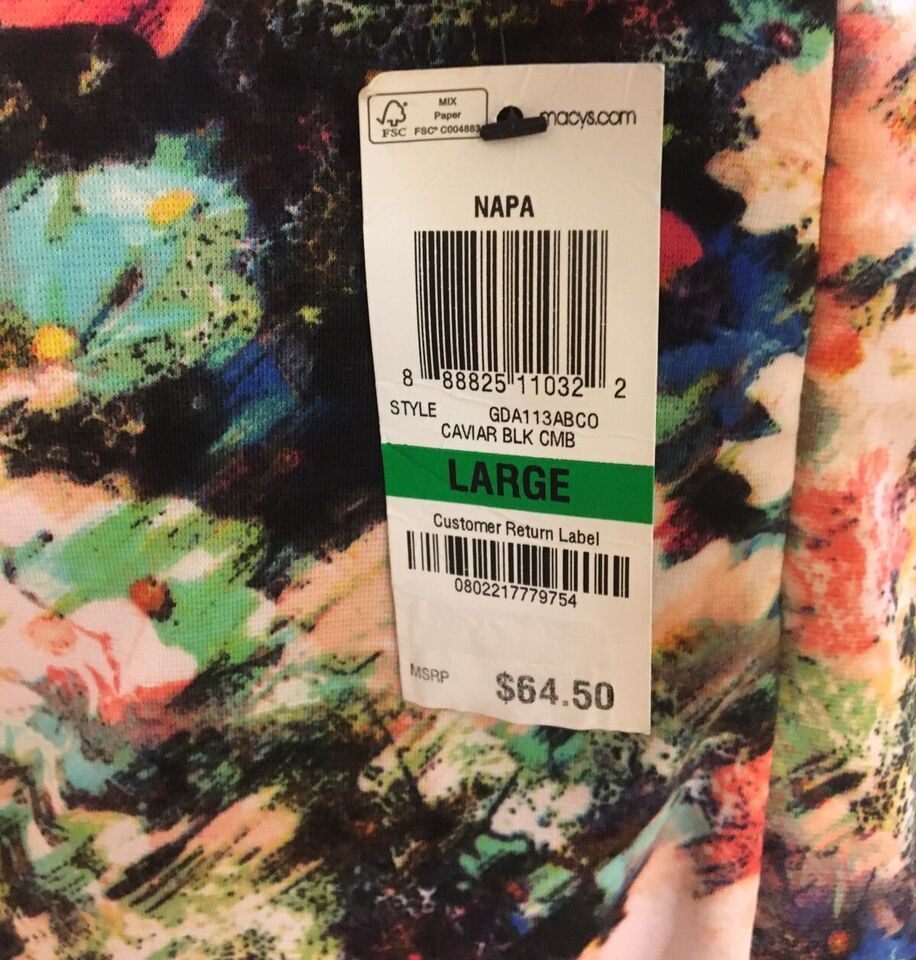 MIX
Paper
FSC FSC® C004883
macys.com
NAPA
8 88825 11032 2
STYLE GDA113ABCO
CAVIAR BLK CMB
LARGE
Customer Return Label
0802217779754
MSRP $64.50